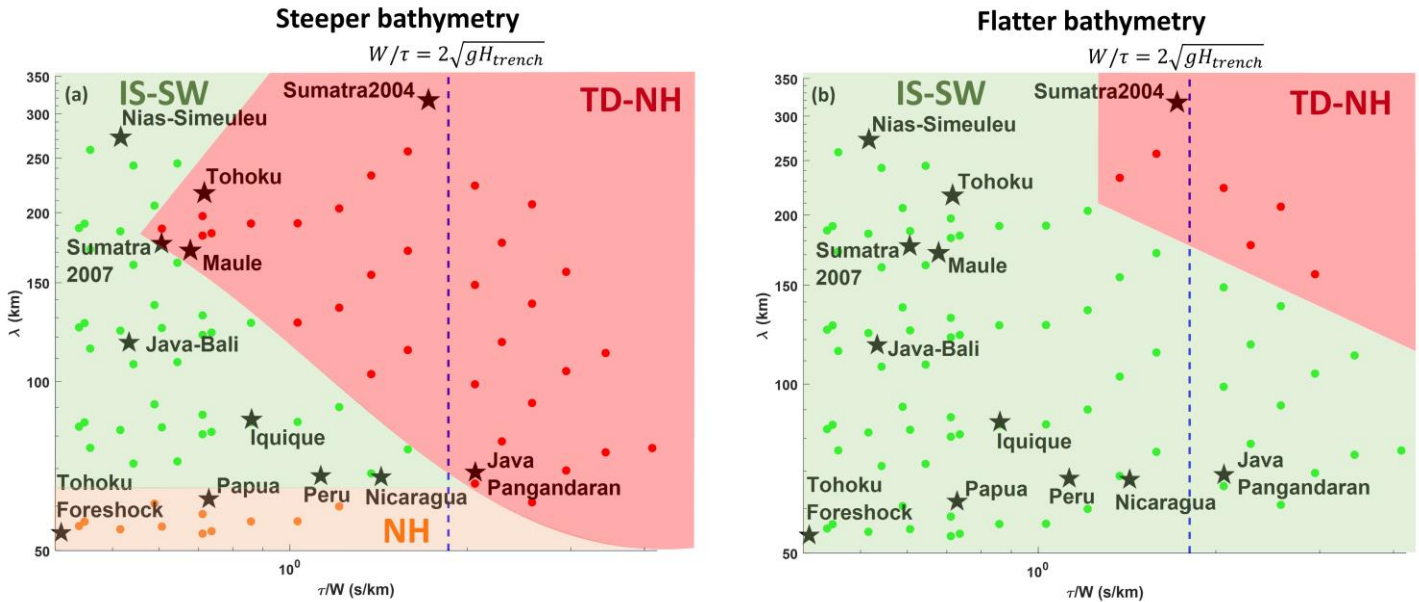 Steeper bathymetry
W/τ = 2√gH_trench
(a)
IS-SW
TD-NH
NH
Sumatra2004
Nias-Simeuleu
Tohoku
Sumatra
2007
Maule
Java-Bali
Iquique
Java
Pangandaran
Tohoku
Foreshock
Papua
Peru
Nicaragua
350
300
250
200
150
100
50
λ (km)
10⁰
τ/W (s/km)
Flatter bathymetry
W/τ = 2√gH_trench
(b)
IS-SW
TD-NH
Sumatra2004
Nias-Simeuleu
Tohoku
Sumatra
2007
Maule
Java-Bali
Iquique
Java
Pangandaran
Tohoku
Foreshock
Papua
Peru
Nicaragua
350
300
250
200
150
100
50
λ (km)
10⁰
τ/W (s/km)